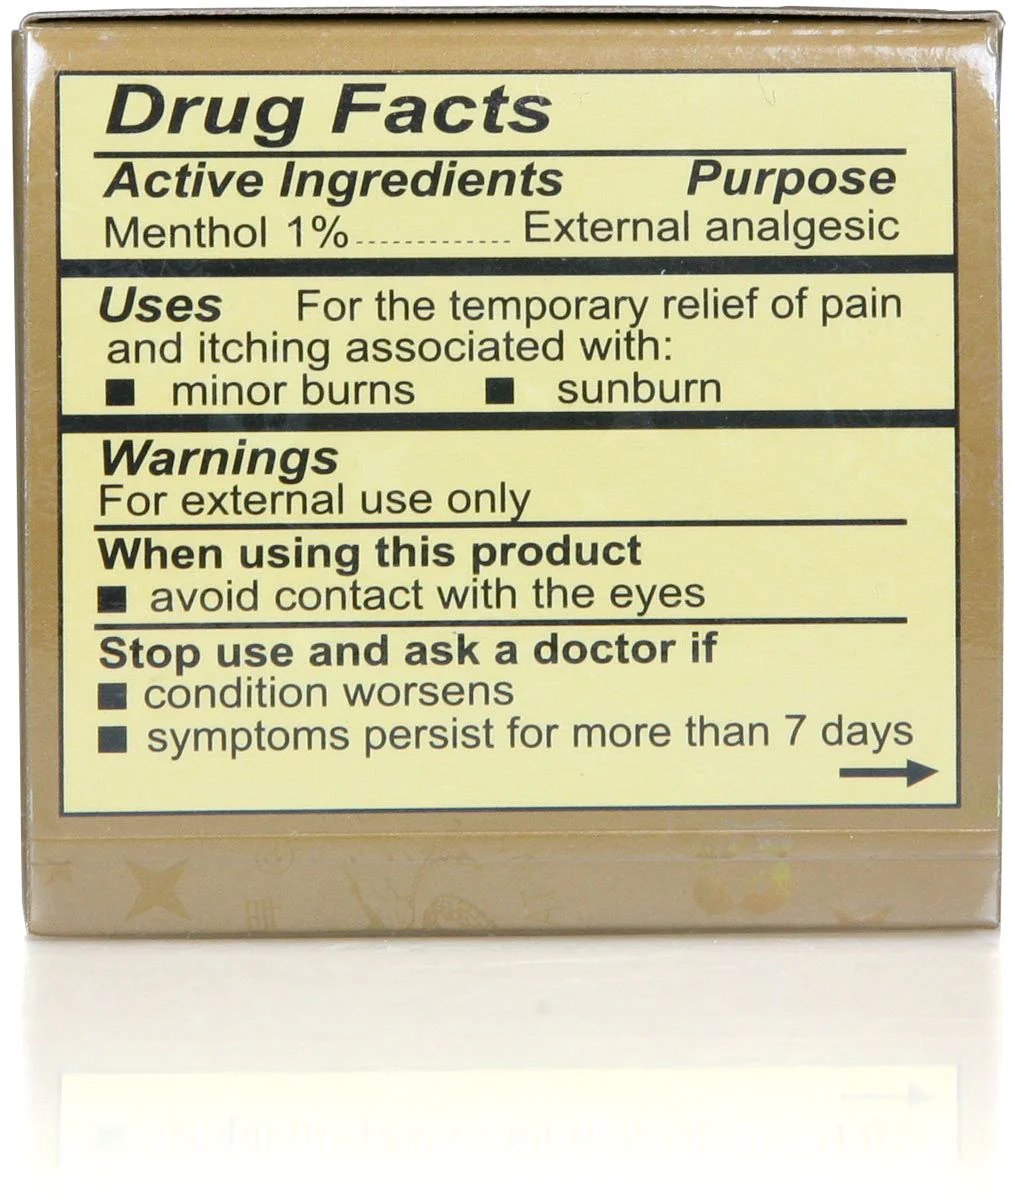 Drug Facts
Active Ingredients Purpose
Menthol 1%............. External analgesic
Uses For the temporary relief of pain
and itching associated with:
■ minor burns ■ sunburn
Warnings
For external use only
When using this product
■ avoid contact with the eyes
Stop use and ask a doctor if
■ condition worsens
■ symptoms persist for more than 7 days